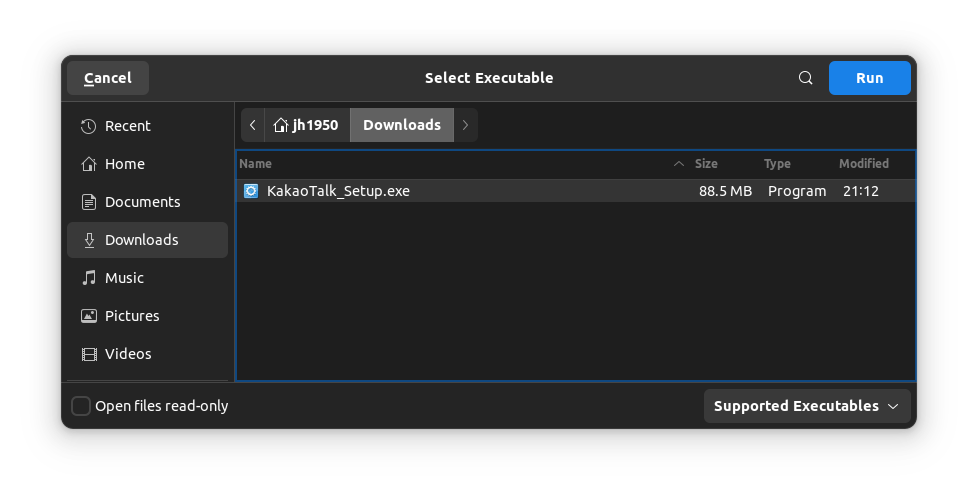 Cancel Select Executable Run
Recent
Home
Documents
Downloads
Music
Pictures
Videos
jh1950 Downloads
Name Size Type Modified
KakaoTalk_Setup.exe 88.5 MB Program 21:12
Open files read-only Supported Executables